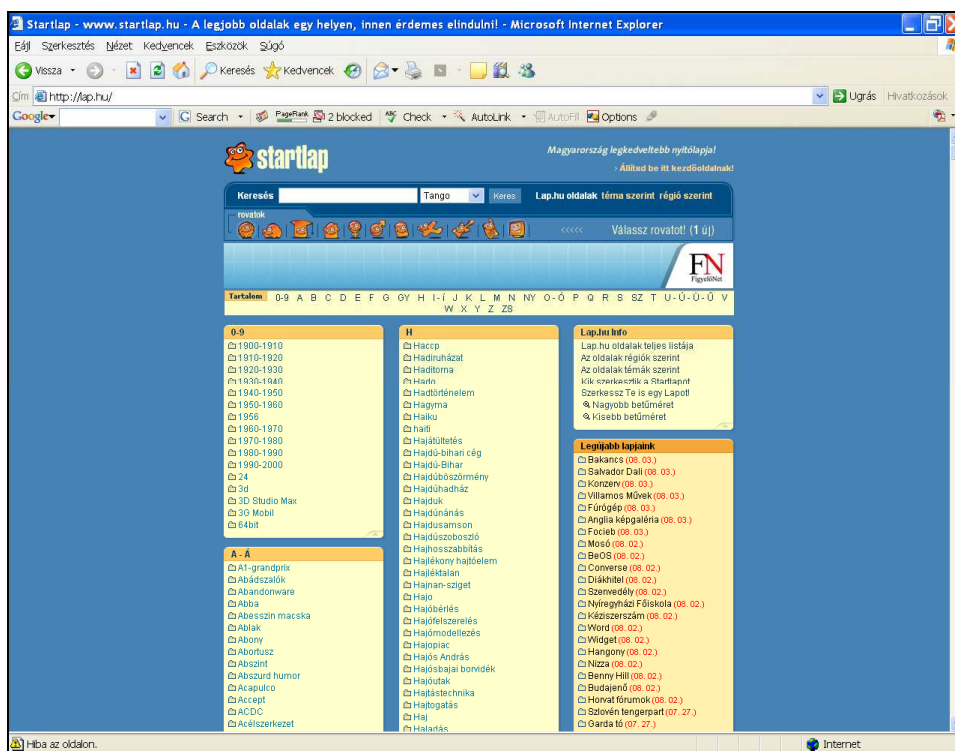 Startlap - www.startlap.hu - A legjobb oldalak egy helyen, innen érdemes elindulni! - Microsoft Internet Explorer
Fájl Szerkesztés Nézet Kedvencek Eszközök Súgó
Vissza Keresés Kedvencek
Cím http://lap.hu/ Ugrás Hivatkozások
Google Search PageRank 2 blocked Check AutoLink AutoFill Options
startlap
Magyarország legkedveltebb nyitólapja!
› Állítsd be itt kezdőoldalnak!
Keresés Tango Keres Lap.hu oldalak téma szerint régió szerint
rovatok
<<<<< Válassz rovatot! (1 új)
FN
FigyelőNet
Tartalom 0-9 A B C D E F G GY H I-Í J K L M N NY O-Ó P Q R S SZ T U-Ú-Ü-Ű V
W X Y Z ZS
0-9
1900-1910
1910-1920
1920-1930
1930-1940
1940-1950
1950-1960
1956
1960-1970
1970-1980
1980-1990
1990-2000
24
3d
3D Studio Max
3G Mobil
64bit
A - Á
A1-grandprix
Abádszalók
Abandonware
Abba
Abesszin macska
Ablak
Abony
Abortusz
Abszint
Abszurd humor
Acapulco
Accept
ACDC
Acélszerkezet
H
Haccp
Hadiruházat
Haditorna
Hado
Hadtörténelem
Hagyma
Haiku
haiti
Hajátültetés
Hajdú-bihari cég
Hajdú-Bihar
Hajdúböszörmény
Hajdúhadház
Hajduk
Hajdúnánás
Hajdusamson
Hajdúszoboszló
Hajhosszabbítás
Hajlékony hajtóelem
Hajléktalan
Hajnan-sziget
Hajo
Hajóbérlés
Hajófelszerelés
Hajómodellezés
Hajopiac
Hajós András
Hajósbajai borvidék
Hajóutak
Hajtástechnika
Hajtogatás
Haj
Haladás
Lap.hu Info
Lap.hu oldalak teljes listája
Az oldalak régiók szerint
Az oldalak témák szerint
Kik szerkesztik a Startlapot
Szerkessz Te is egy Lapot!
Nagyobb betűméret
Kisebb betűméret
Legújabb lapjaink
Bakancs (08. 03.)
Salvador Dali (08. 03.)
Konzerv (08. 03.)
Villamos Művek (08. 03.)
Fúrógép (08. 03.)
Anglia képgaléria (08. 03.)
Focieb (08. 03.)
Mosó (08. 02.)
BeOS (08. 02.)
Converse (08. 02.)
Diákhitel (08. 02.)
Szenvedély (08. 02.)
Nyíregyházi Főiskola (08. 02.)
Kéziszerszám (08. 02.)
Word (08. 02.)
Widget (08. 02.)
Hangony (08. 02.)
Nizza (08. 02.)
Benny Hill (08. 02.)
Budajenő (08. 02.)
Horvat fórumok (08. 02.)
Szlovén tengerpart (07. 27.)
Garda tó (07. 27.)
Hiba az oldalon. Internet